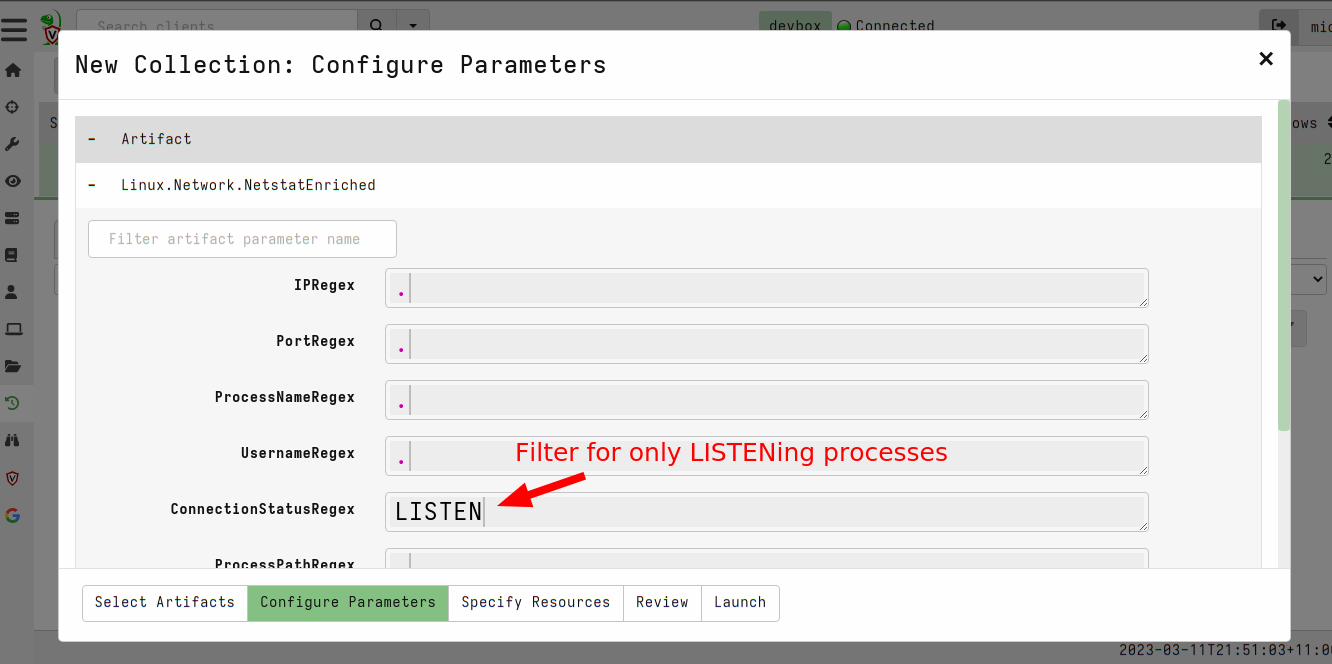 Search clients
devbox
Connected
mic
New Collection: Configure Parameters
- Artifact
- Linux.Network.NetstatEnriched
Filter artifact parameter name
IPRegex .
PortRegex .
ProcessNameRegex .
UsernameRegex .
Filter for only LISTENing processes
ConnectionStatusRegex LISTEN
ProcessPathRegex
Select Artifacts
Configure Parameters
Specify Resources
Review
Launch
2023-03-11T21:51:03+11:00